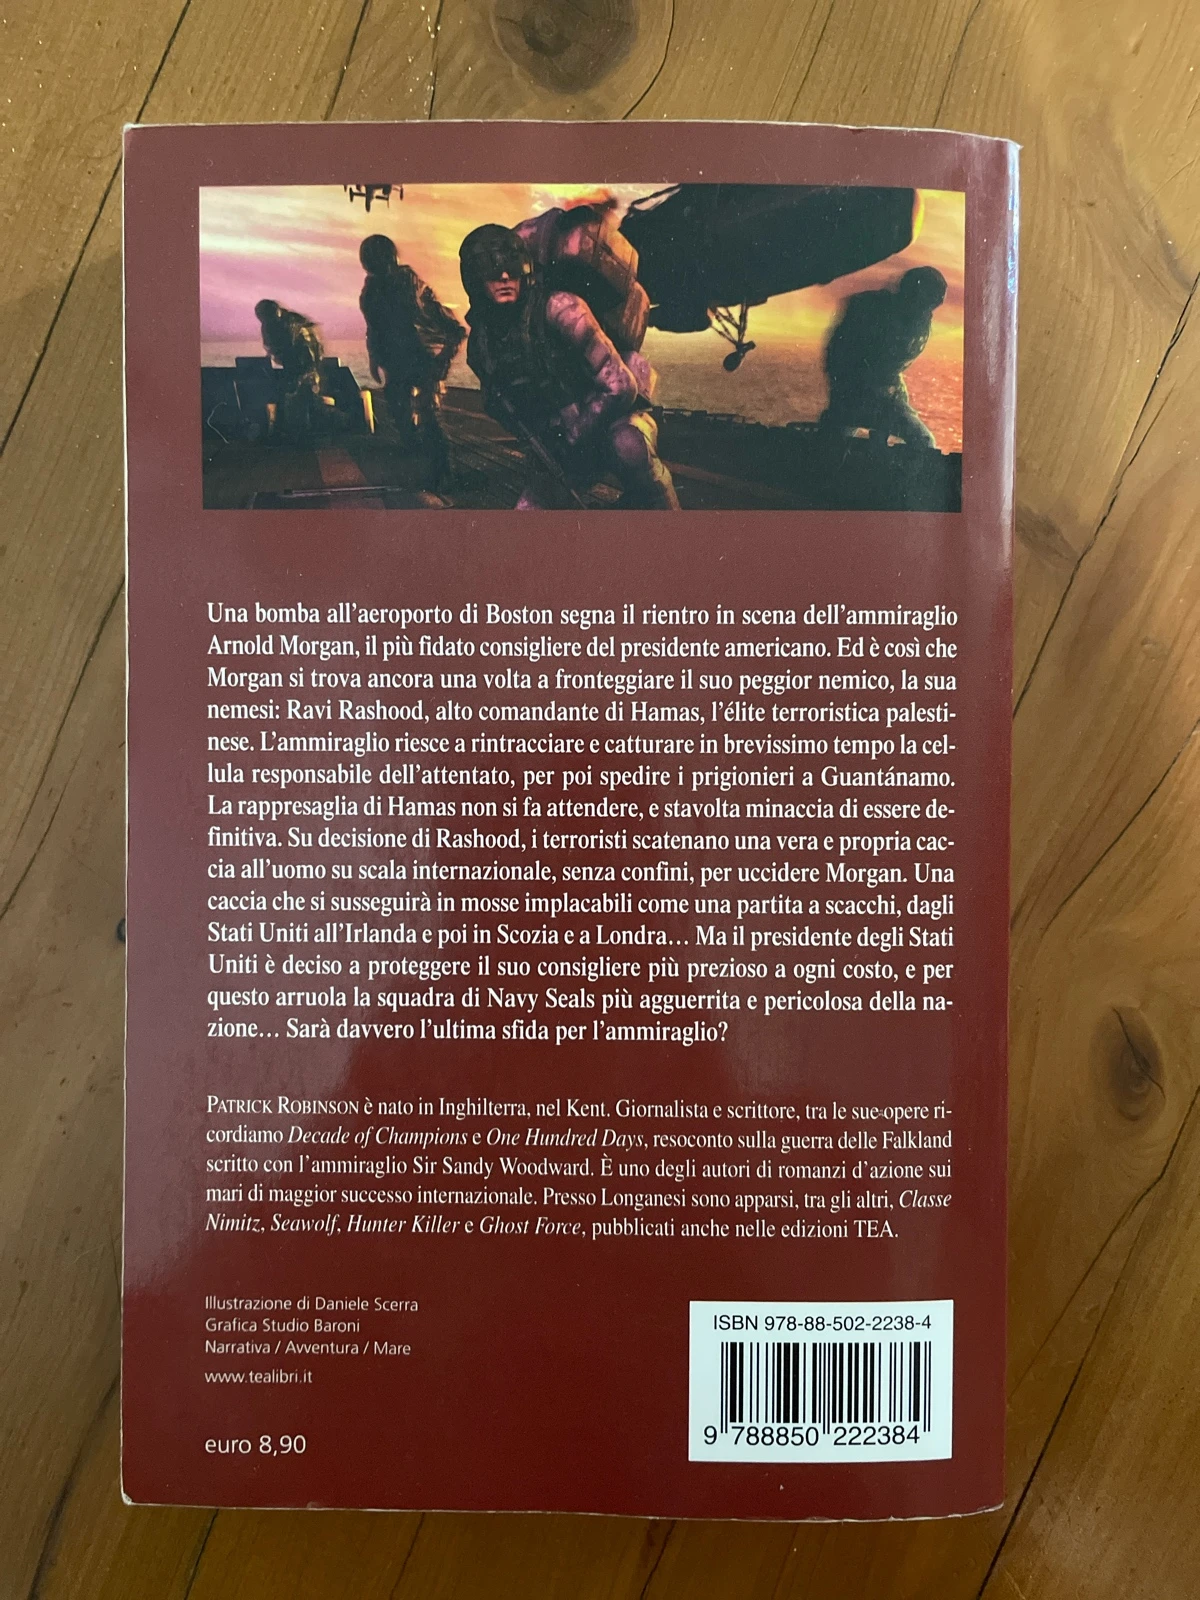 Una bomba all'aeroporto di Boston segna il rientro in scena dell'ammiraglio
Arnold Morgan, il più fidato consigliere del presidente americano. Ed è così che
Morgan si trova ancora una volta a fronteggiare il suo peggior nemico, la sua
nemesi: Ravi Rashood, alto comandante di Hamas, l'élite terroristica palesti-
nese. L'ammiraglio riesce a rintracciare e catturare in brevissimo tempo la cel-
lula responsabile dell'attentato, per poi spedire i prigionieri a Guantánamo.
La rappresaglia di Hamas non si fa attendere, e stavolta minaccia di essere de-
finitiva. Su decisione di Rashood, i terroristi scatenano una vera e propria cac-
cia all'uomo su scala internazionale, senza confini, per uccidere Morgan. Una
caccia che si susseguirà in mosse implacabili come una partita a scacchi, dagli
Stati Uniti all'Irlanda e poi in Scozia e a Londra… Ma il presidente degli Stati
Uniti è deciso a proteggere il suo consigliere più prezioso a ogni costo, e per
questo arruola la squadra di Navy Seals più agguerrita e pericolosa della na-
zione… Sarà davvero l'ultima sfida per l'ammiraglio?
PATRICK ROBINSON è nato in Inghilterra, nel Kent. Giornalista e scrittore, tra le sue opere ri-
cordiamo Decade of Champions e One Hundred Days, resoconto sulla guerra delle Falkland
scritto con l'ammiraglio Sir Sandy Woodward. È uno degli autori di romanzi d'azione sui
mari di maggior successo internazionale. Presso Longanesi sono apparsi, tra gli altri, Classe
Nimitz, Seawolf, Hunter Killer e Ghost Force, pubblicati anche nelle edizioni TEA.
Illustrazione di Daniele Scerra
Grafica Studio Baroni
Narrativa / Avventura / Mare
www.tealibri.it
euro 8,90
ISBN 978-88-502-2238-4
9 788850 222384